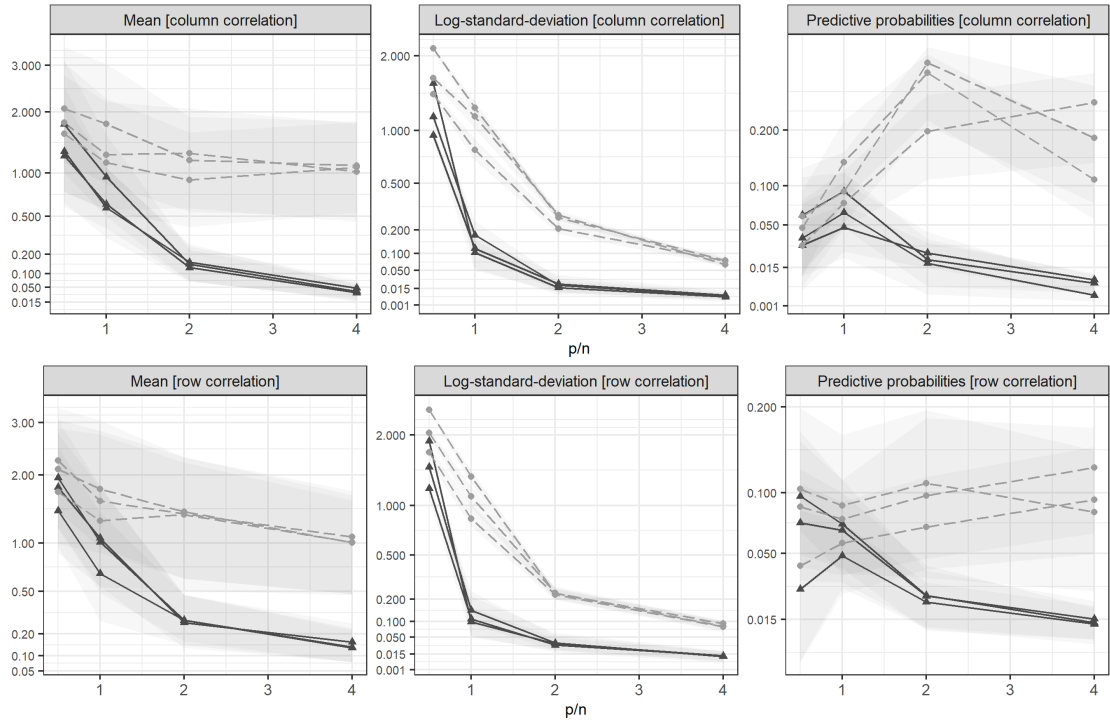 Mean [column correlation]
Log-standard-deviation [column correlation]
Predictive probabilities [column correlation]
3.000
2.000
1.000
0.500
0.200
0.100
0.050
0.015
1 2 3 4
2.000
1.000
0.500
0.200
0.100
0.050
0.015
0.001
1 2 3 4
0.200
0.100
0.050
0.015
0.001
1 2 3 4
p/n
Mean [row correlation]
Log-standard-deviation [row correlation]
Predictive probabilities [row correlation]
3.00
2.00
1.00
0.50
0.20
0.10
0.05
1 2 3 4
2.000
1.000
0.500
0.200
0.100
0.050
0.015
0.001
1 2 3 4
0.200
0.100
0.050
0.015
1 2 3 4
p/n